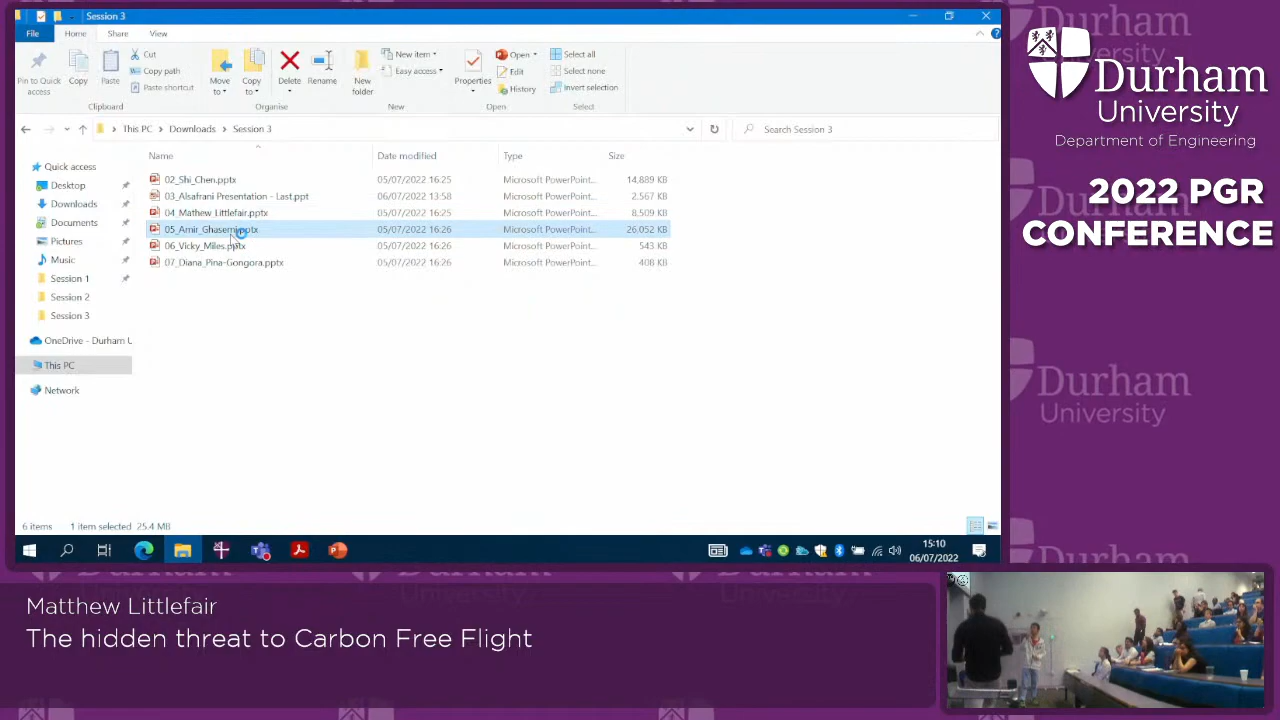 Session 3
File
Home
Share
View
Pin to Quick access
Copy
Paste
Cut
Copy path
Paste shortcut
Clipboard
Move to
Copy to
Delete
Rename
Organise
New folder
New item
Easy access
New
Properties
Open
Edit
History
Open
Select all
Select none
Invert selection
Select
This PC > Downloads > Session 3
Search Session 3
Name
Date modified
Type
Size
02_Shi_Chen.pptx 05/07/2022 16:25 Microsoft PowerPoint... 14,889 KB
03_Alsafrani Presentation - Last.ppt 06/07/2022 13:58 Microsoft PowerPoint... 2,567 KB
04_Mathew_Littlefair.pptx 05/07/2022 16:25 Microsoft PowerPoint... 8,509 KB
05_Amir_Ghasemi.pptx 05/07/2022 16:26 Microsoft PowerPoint... 26,052 KB
06_Vicky_Miles.pptx 05/07/2022 16:26 Microsoft PowerPoint... 543 KB
07_Diana_Pina-Gongora.pptx 05/07/2022 16:26 Microsoft PowerPoint... 408 KB
Quick access
Desktop
Downloads
Documents
Pictures
Music
Session 1
Session 2
Session 3
OneDrive - Durham U
This PC
Network
6 items 1 item selected 25.4 MB
15:10
06/07/2022
Durham
University
Department of Engineering
2022 PGR
CONFERENCE
Durham
University
Matthew Littlefair
The hidden threat to Carbon Free Flight